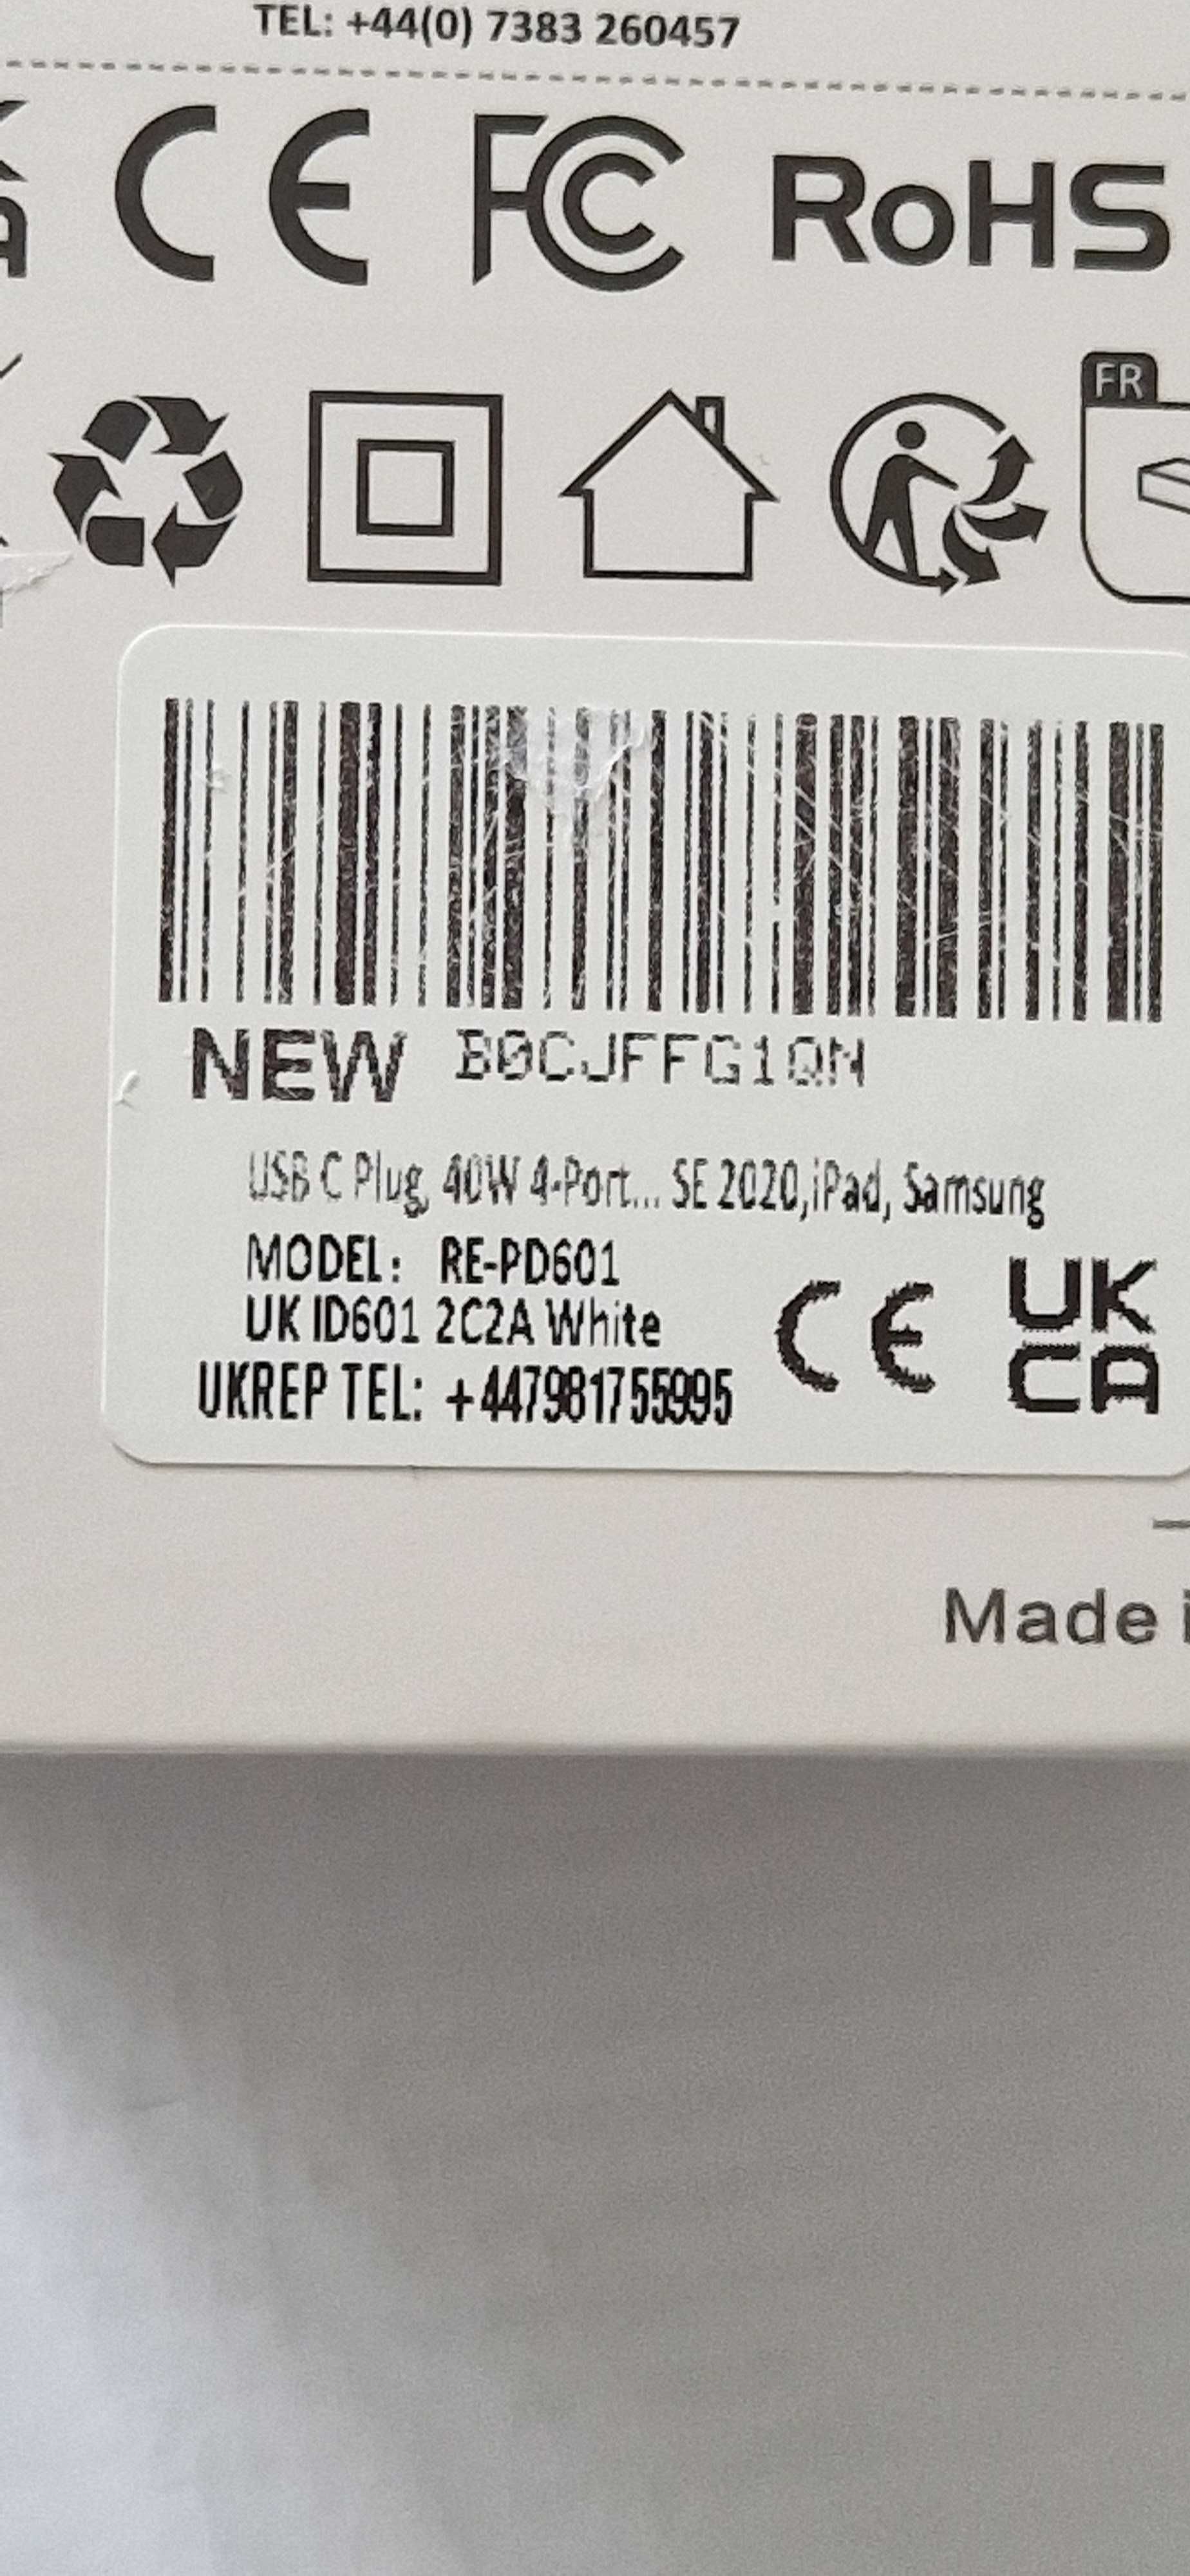 TEL: +44(0) 7383 260457
CE FC RoHS
FR
NEW B0CJFFG1QN
USB C Plug, 40W 4-Port... SE 2020,iPad, Samsung
MODEL: RE-PD601
UK ID601 2C2A White
UKREP TEL: +447981755995
CE UK
CA
Made